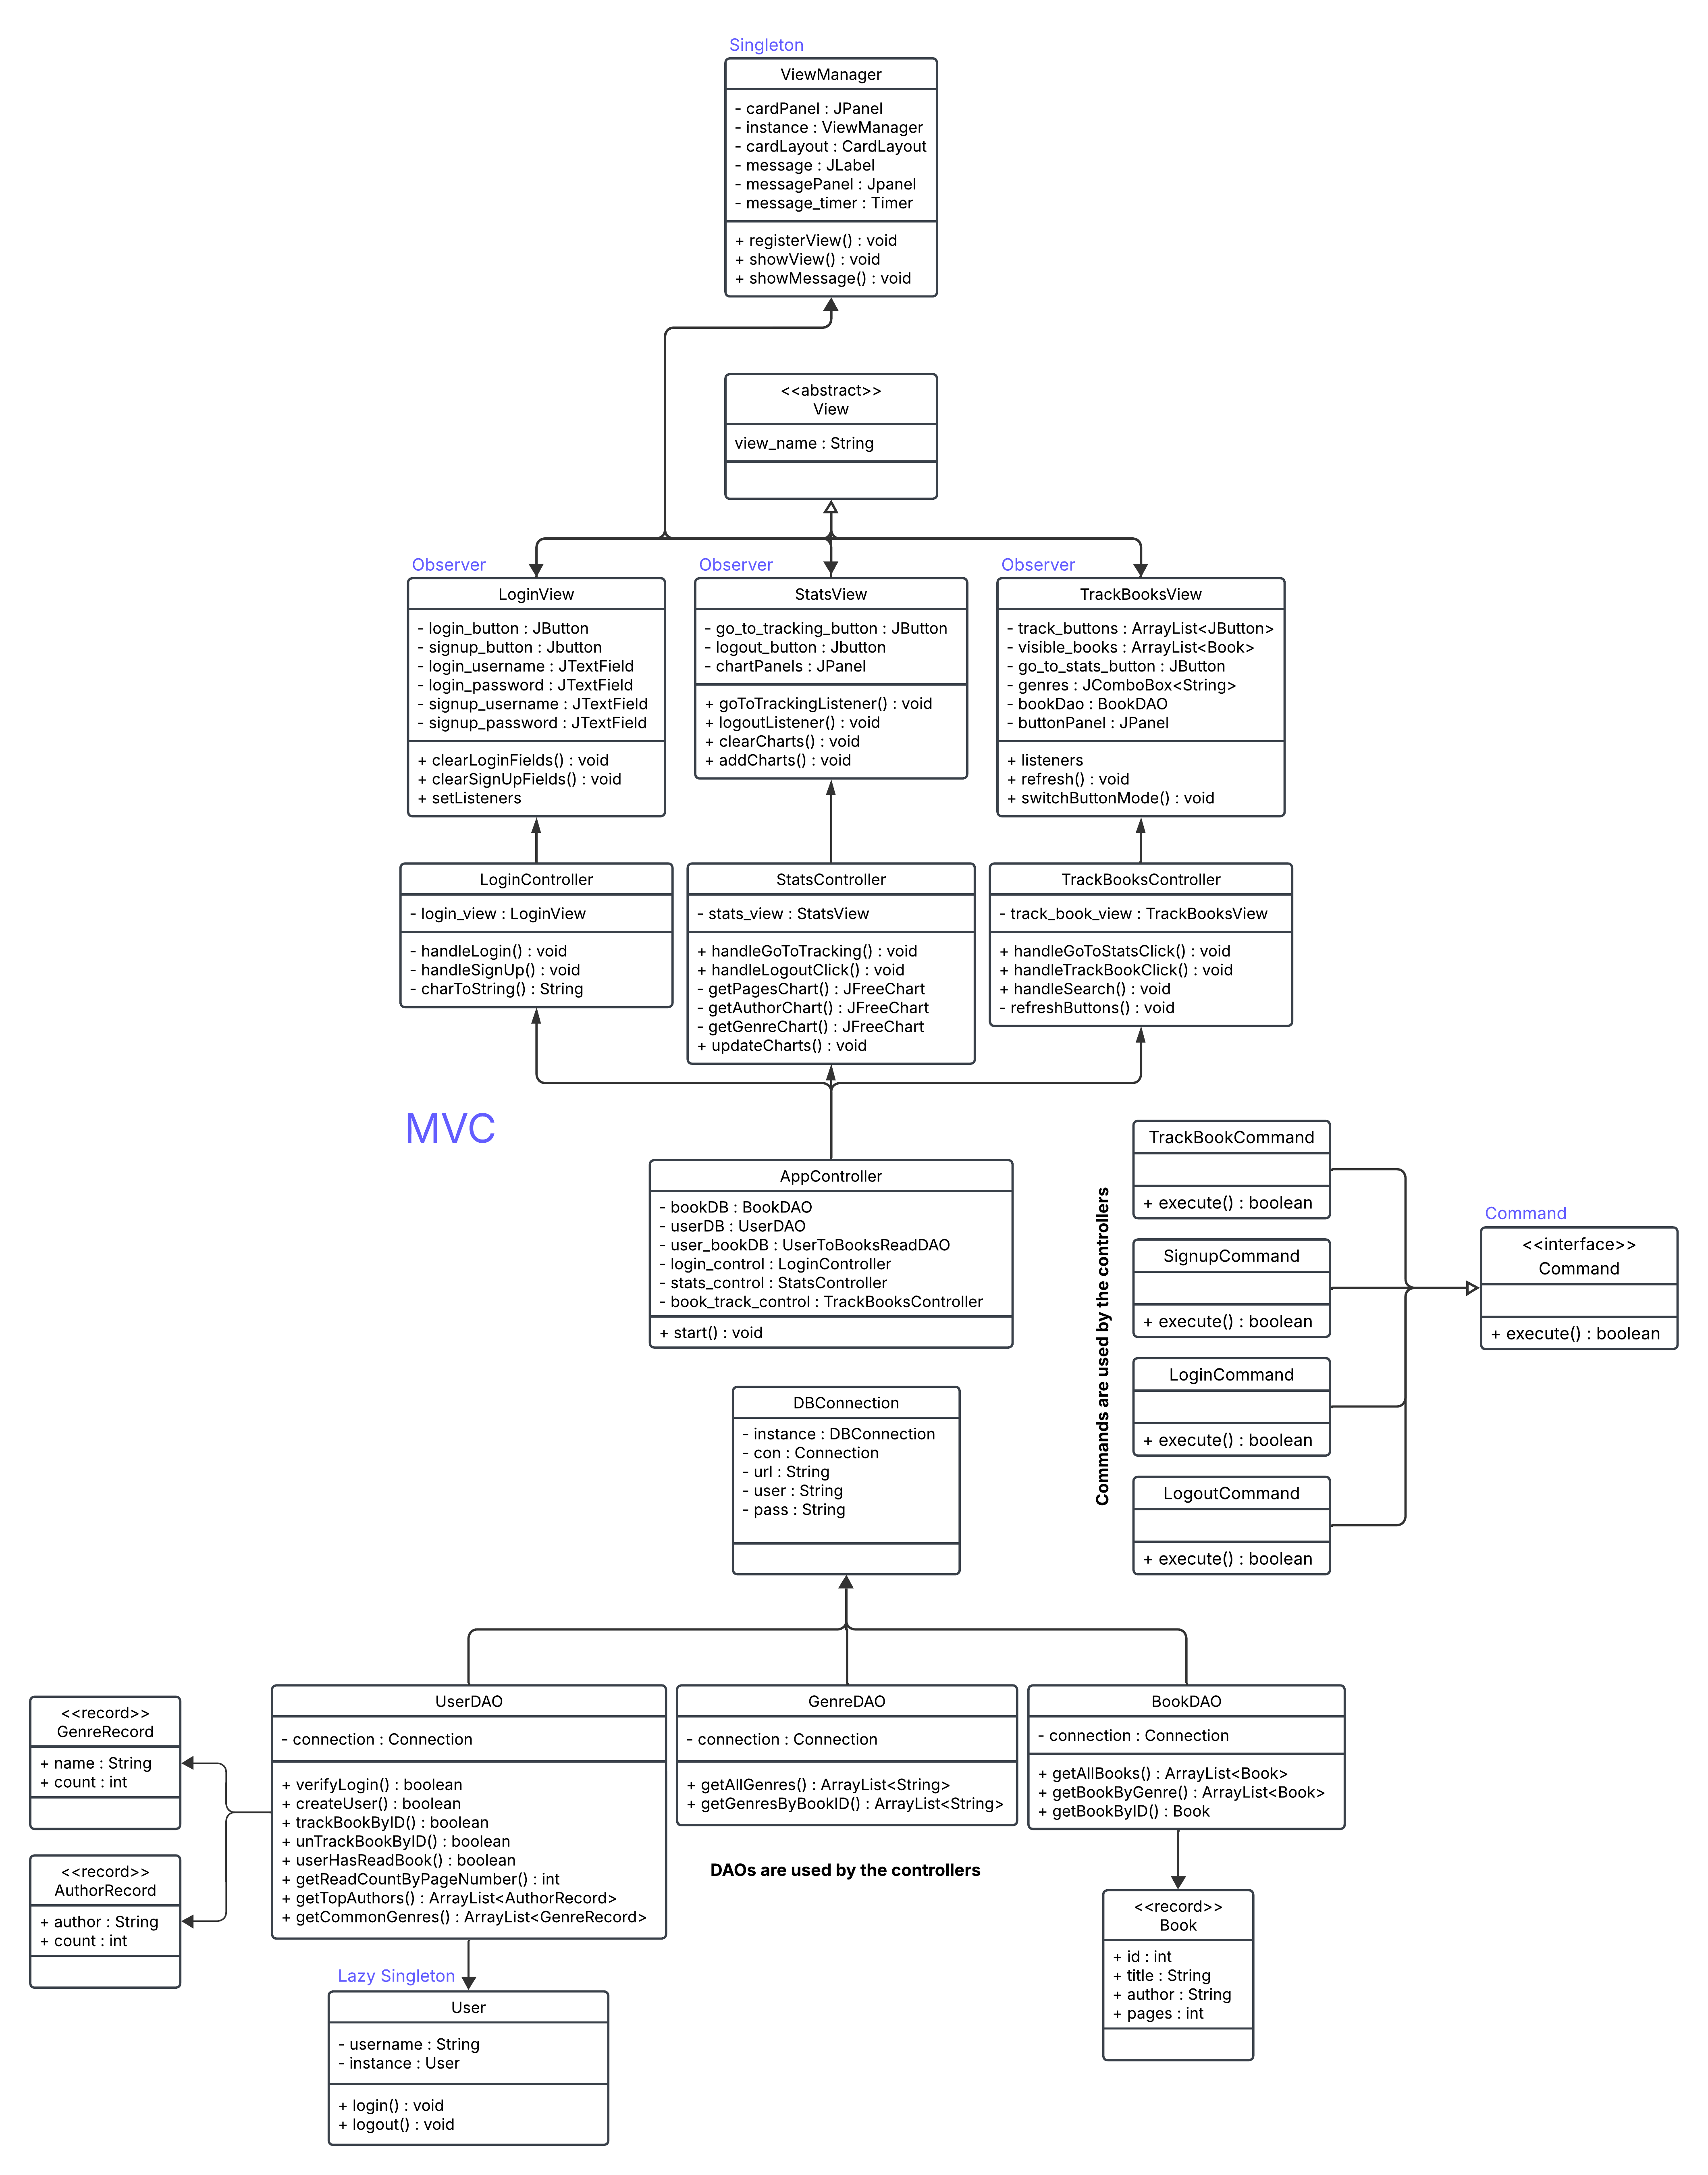 Singleton
ViewManager
- cardPanel : JPanel
- instance : ViewManager
- cardLayout : CardLayout
- message : JLabel
- messagePanel : Jpanel
- message_timer : Timer
+ registerView() : void
+ showView() : void
+ showMessage() : void
<<abstract>>
View
view_name : String
Observer
LoginView
- login_button : JButton
- signup_button : Jbutton
- login_username : JTextField
- login_password : JTextField
- signup_username : JTextField
- signup_password : JTextField
+ clearLoginFields() : void
+ clearSignUpFields() : void
+ setListeners
Observer
StatsView
- go_to_tracking_button : JButton
- logout_button : Jbutton
- chartPanels : JPanel
+ goToTrackingListener() : void
+ logoutListener() : void
+ clearCharts() : void
+ addCharts() : void
Observer
TrackBooksView
- track_buttons : ArrayList<JButton>
- visible_books : ArrayList<Book>
- go_to_stats_button : JButton
- genres : JComboBox<String>
- bookDao : BookDAO
- buttonPanel : JPanel
+ listeners
+ refresh() : void
+ switchButtonMode() : void
LoginController
- login_view : LoginView
- handleLogin() : void
- handleSignUp() : void
- charToString() : String
StatsController
- stats_view : StatsView
+ handleGoToTracking() : void
+ handleLogoutClick() : void
- getPagesChart() : JFreeChart
- getAuthorChart() : JFreeChart
- getGenreChart() : JFreeChart
+ updateCharts() : void
TrackBooksController
- track_book_view : TrackBooksView
+ handleGoToStatsClick() : void
+ handleTrackBookClick() : void
+ handleSearch() : void
- refreshButtons() : void
MVC
AppController
- bookDB : BookDAO
- userDB : UserDAO
- user_bookDB : UserToBooksReadDAO
- login_control : LoginController
- stats_control : StatsController
- book_track_control : TrackBooksController
+ start() : void
Commands are used by the controllers
TrackBookCommand
+ execute() : boolean
SignupCommand
+ execute() : boolean
LoginCommand
+ execute() : boolean
LogoutCommand
+ execute() : boolean
Command
<<interface>>
Command
+ execute() : boolean
DBConnection
- instance : DBConnection
- con : Connection
- url : String
- user : String
- pass : String
<<record>>
GenreRecord
+ name : String
+ count : int
<<record>>
AuthorRecord
+ author : String
+ count : int
UserDAO
- connection : Connection
+ verifyLogin() : boolean
+ createUser() : boolean
+ trackBookByID() : boolean
+ unTrackBookByID() : boolean
+ userHasReadBook() : boolean
+ getReadCountByPageNumber() : int
+ getTopAuthors() : ArrayList<AuthorRecord>
+ getCommonGenres() : ArrayList<GenreRecord>
GenreDAO
- connection : Connection
+ getAllGenres() : ArrayList<String>
+ getGenresByBookID() : ArrayList<String>
BookDAO
- connection : Connection
+ getAllBooks() : ArrayList<Book>
+ getBookByGenre() : ArrayList<Book>
+ getBookByID() : Book
DAOs are used by the controllers
Lazy Singleton
User
- username : String
- instance : User
+ login() : void
+ logout() : void
<<record>>
Book
+ id : int
+ title : String
+ author : String
+ pages : int